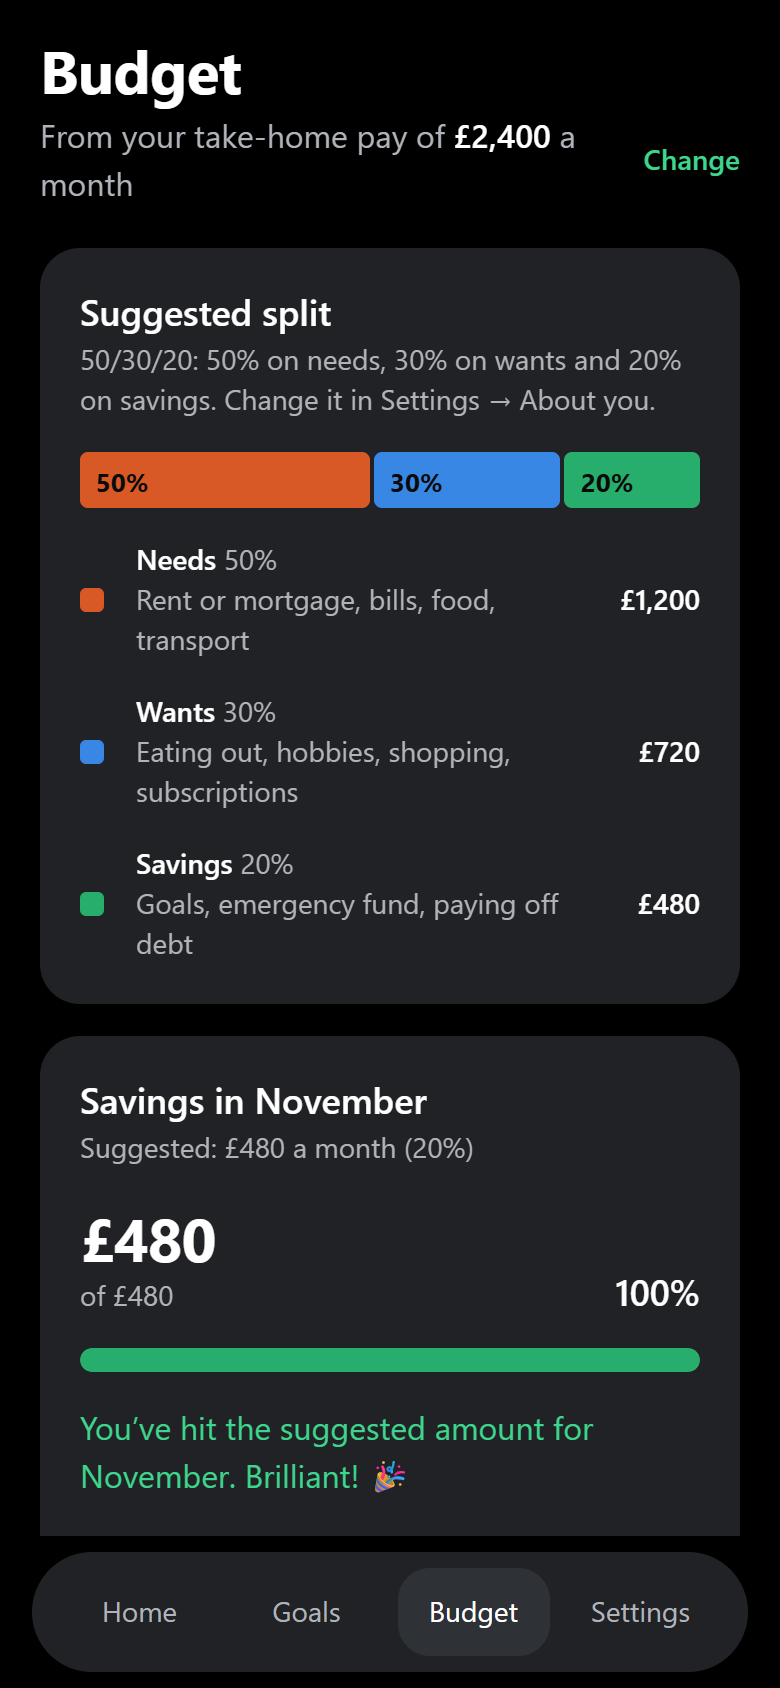 Budget
From your take-home pay of £2,400 a
month
Change
Suggested split
50/30/20: 50% on needs, 30% on wants and 20%
on savings. Change it in Settings → About you.
50% 30% 20%
Needs 50%
Rent or mortgage, bills, food,
transport
£1,200
Wants 30%
Eating out, hobbies, shopping,
subscriptions
£720
Savings 20%
Goals, emergency fund, paying off
debt
£480
Savings in November
Suggested: £480 a month (20%)
£480
of £480
100%
You’ve hit the suggested amount for
November. Brilliant! 🎉
Home Goals Budget Settings